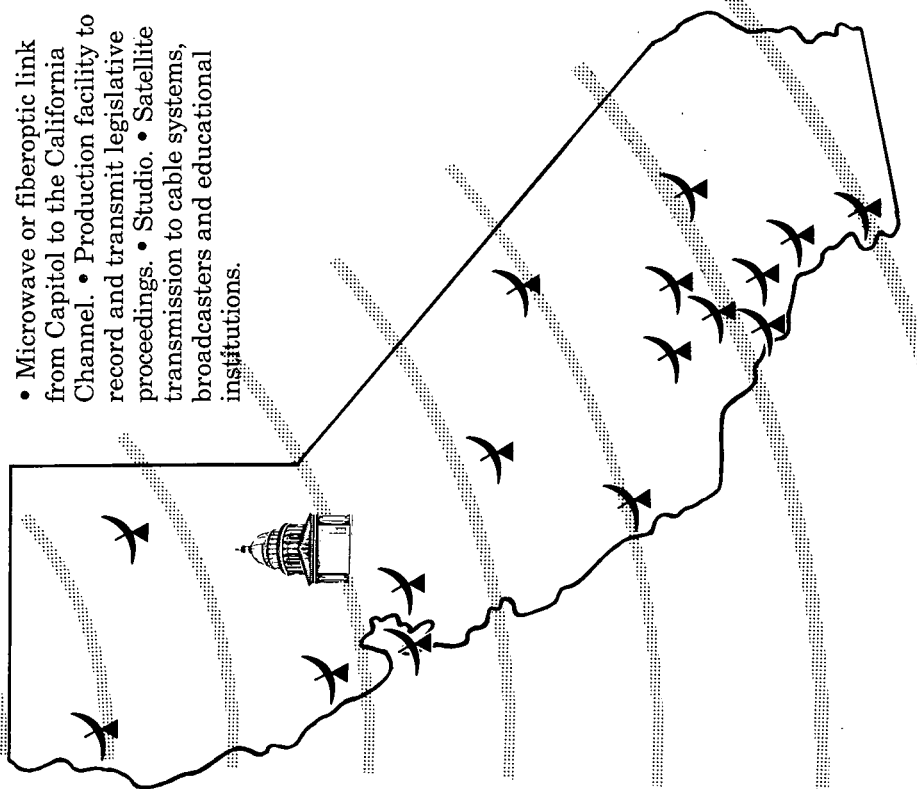 • Microwave or fiberoptic link
from Capitol to the California
Channel. • Production facility to
record and transmit legislative
proceedings. • Studio. • Satellite
transmission to cable systems,
broadcasters and educational
institutions.